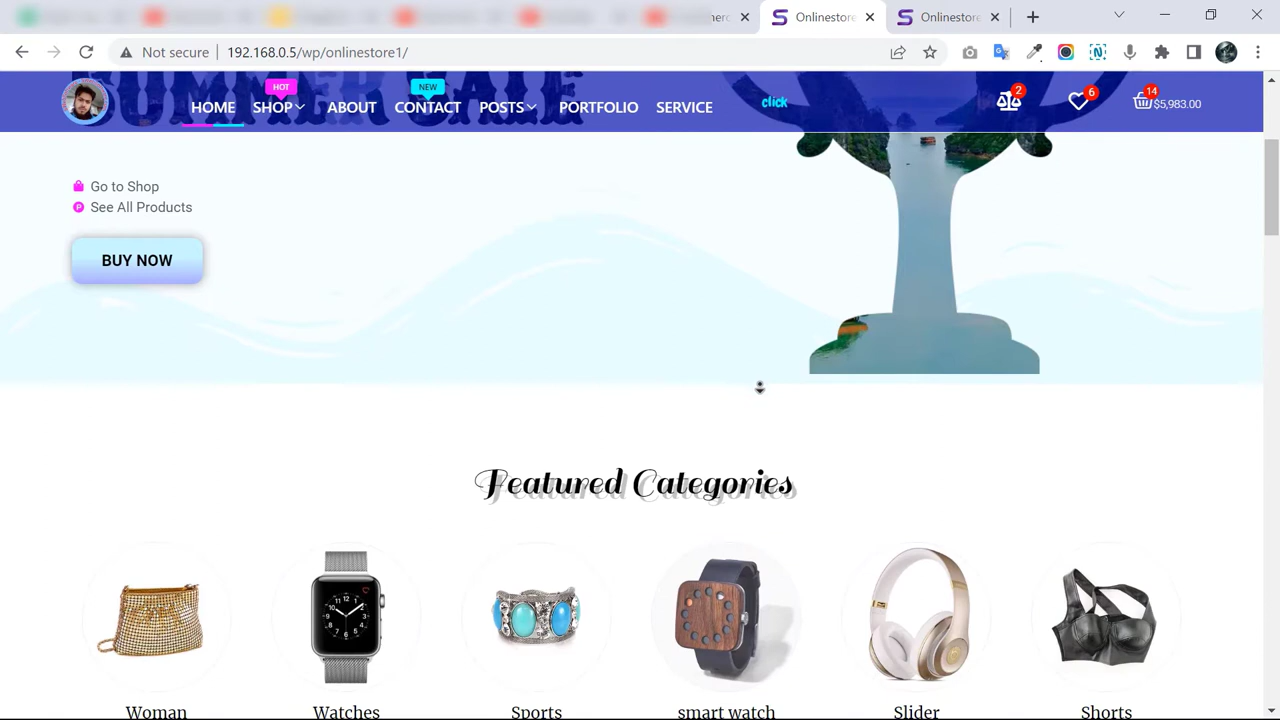 Onlinestore
Onlinestore
Not secure
192.168.0.5/wp/onlinestore1/
SUMMER SALE
HOT
NEW
HOME
SHOP
ABOUT
CONTACT
POSTS
PORTFOLIO
SERVICE
click
2
6
14
$5,983.00
Go to Shop
See All Products
BUY NOW
Featured Categories
Woman
Watches
Sports
smart watch
Slider
Shorts